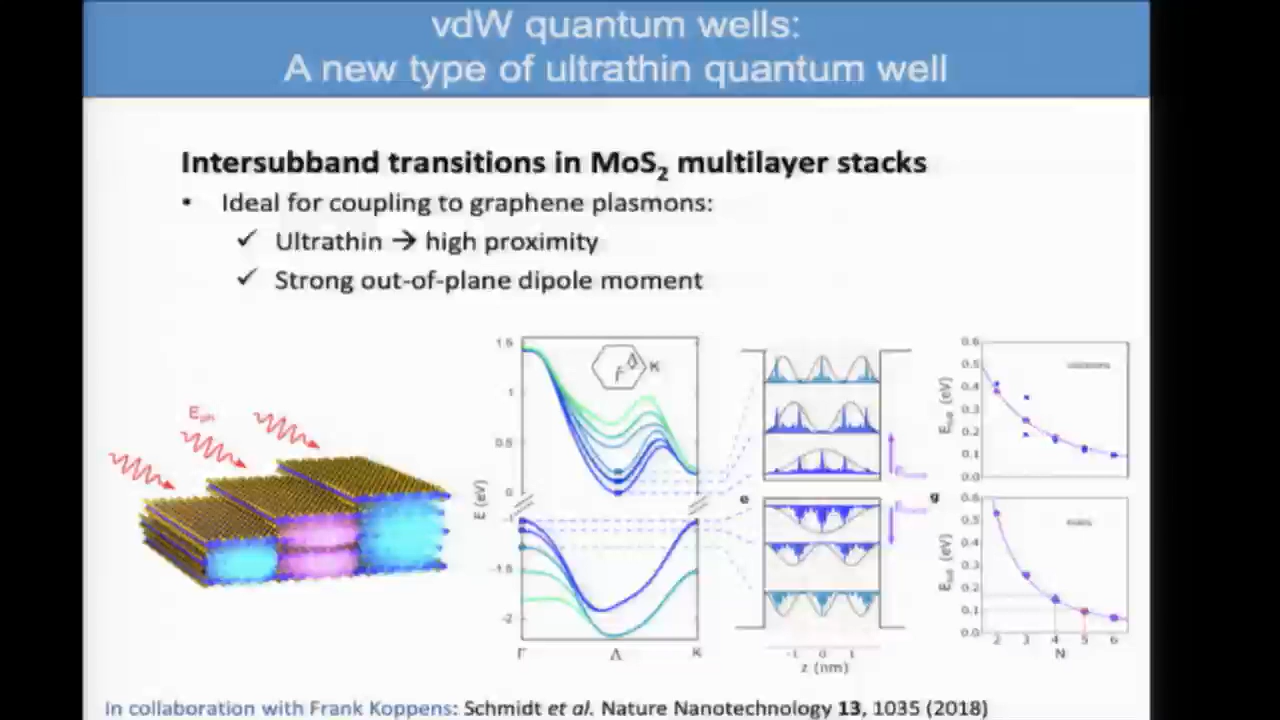 vdW quantum wells:
A new type of ultrathin quantum well
Intersubband transitions in MoS2 multilayer stacks
• Ideal for coupling to graphene plasmons:
✓ Ultrathin → high proximity
✓ Strong out-of-plane dipole moment
1.5
1
0.5
0
-1
-1.5
-2
E (eV)
Γ
K
Γ Λ K
e
-1 0 1
z (nm)
0.6
0.5
0.4
0.3
0.2
0.1
0.0
g
0.6
0.5
0.4
0.3
0.2
0.1
0.0
2 3 4 5 6
N
In collaboration with Frank Koppens: Schmidt et al. Nature Nanotechnology 13, 1035 (2018)